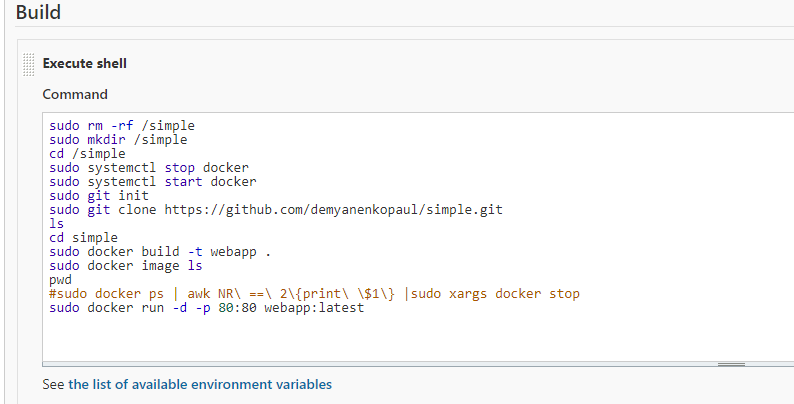 Build
Execute shell
Command
sudo rm -rf /simple
sudo mkdir /simple
cd /simple
sudo systemctl stop docker
sudo systemctl start docker
sudo git init
sudo git clone https://github.com/demyanenkopaul/simple.git
ls
cd simple
sudo docker build -t webapp .
sudo docker image ls
pwd
#sudo docker ps | awk NR\ ==\ 2\{print\ \$1\} |sudo xargs docker stop
sudo docker run -d -p 80:80 webapp:latest
See the list of available environment variables